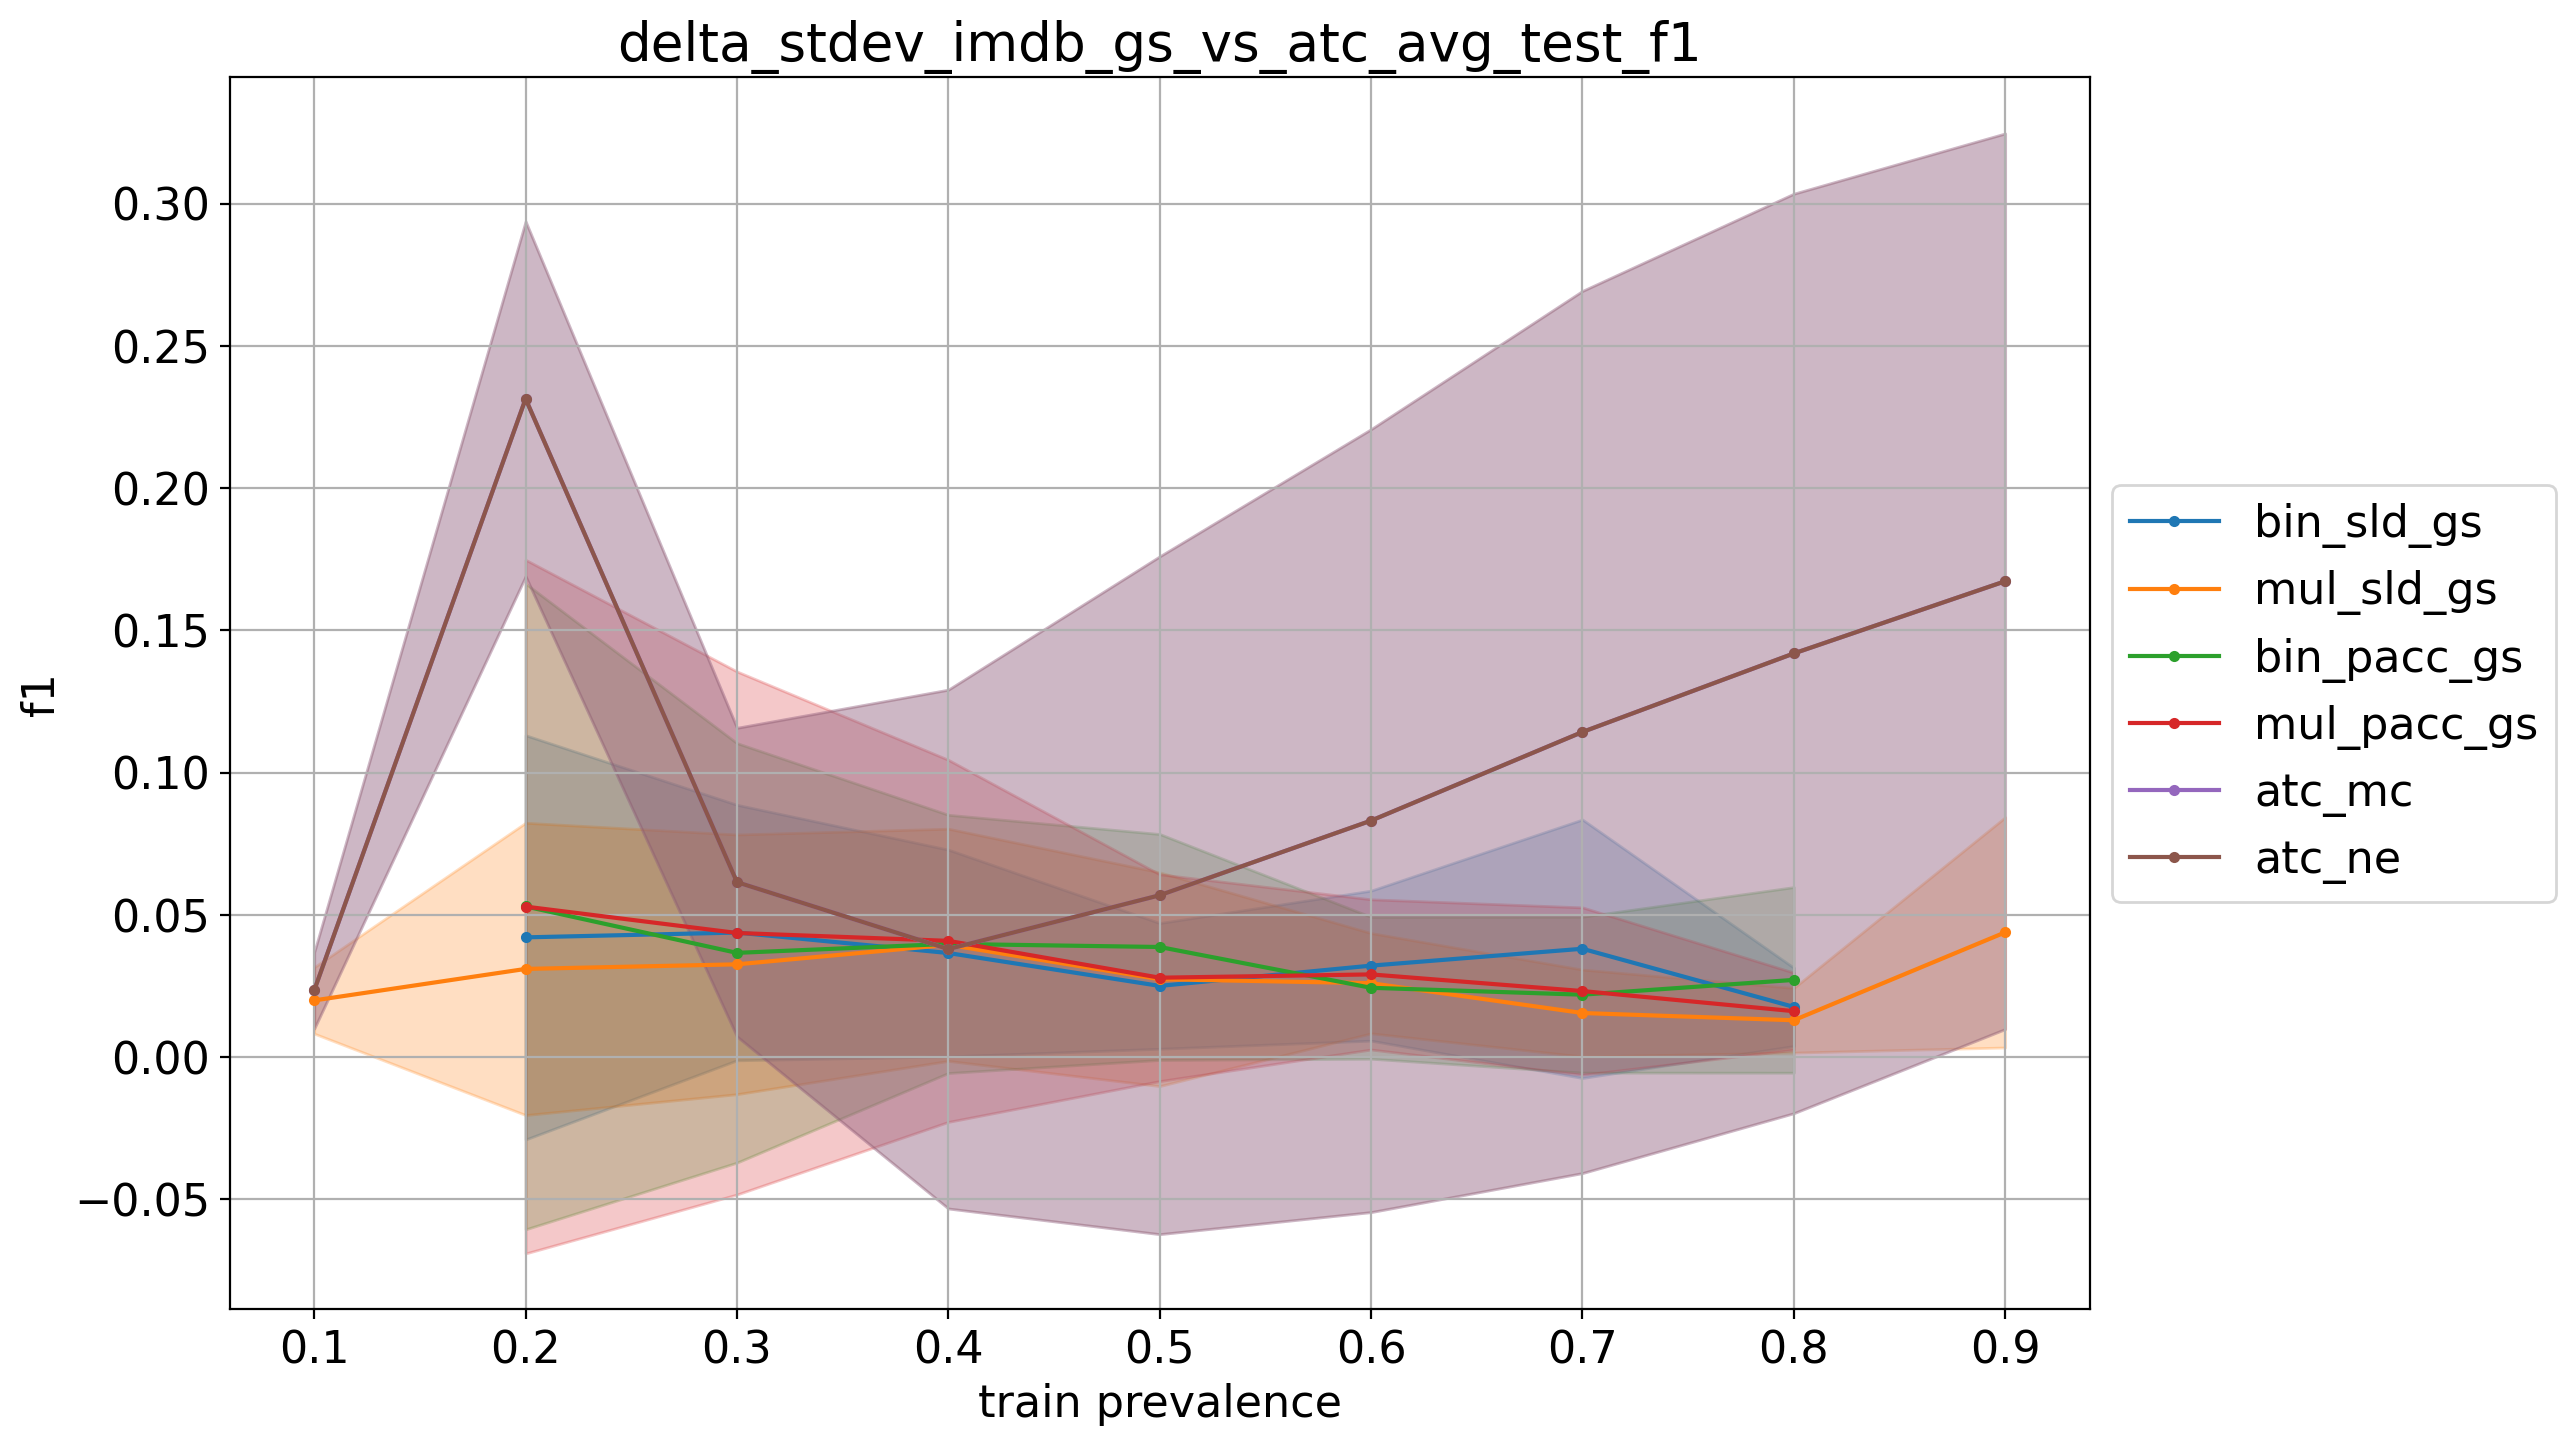 delta_stdev_imdb_gs_vs_atc_avg_test_f1
f1
0.30
0.25
0.20
0.15
0.10
0.05
0.00
−0.05
0.1 0.2 0.3 0.4 0.5 0.6 0.7 0.8 0.9
train prevalence
bin_sld_gs
mul_sld_gs
bin_pacc_gs
mul_pacc_gs
atc_mc
atc_ne